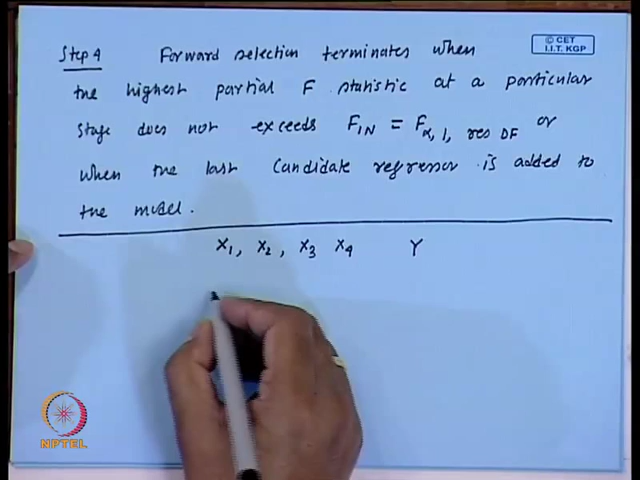 © CET
I.I.T. KGP
Step 4 Forward selection terminates when
the highest partial F statistic at a particular
stage does not exceeds F_IN = F_α, 1, res DF or
when the last candidate regressor is added to
the model.
X₁, X₂, X₃ X₄ Y
NPTEL